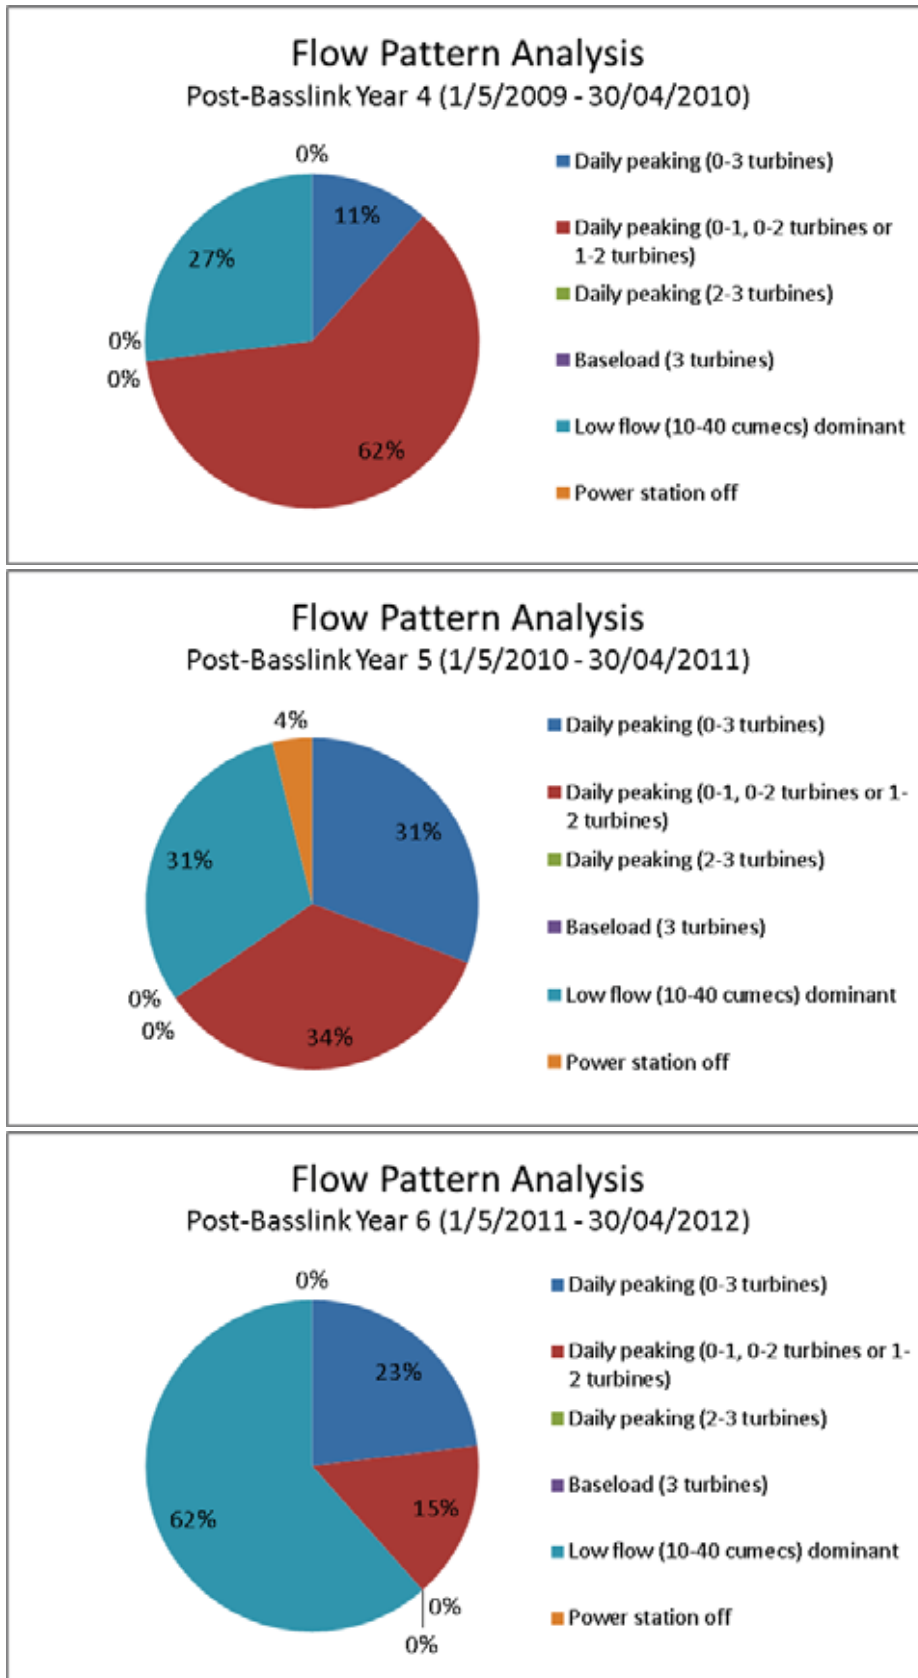 Flow Pattern Analysis
Post-Basslink Year 4 (1/5/2009 - 30/04/2010)
0%
11%
27%
0%
0%
62%
Daily peaking (0-3 turbines)
Daily peaking (0-1, 0-2 turbines or
1-2 turbines)
Daily peaking (2-3 turbines)
Baseload (3 turbines)
Low flow (10-40 cumecs) dominant
Power station off
Flow Pattern Analysis
Post-Basslink Year 5 (1/5/2010 - 30/04/2011)
4%
31%
31%
0%
0%
34%
Daily peaking (0-3 turbines)
Daily peaking (0-1, 0-2 turbines or 1-
2 turbines)
Daily peaking (2-3 turbines)
Baseload (3 turbines)
Low flow (10-40 cumecs) dominant
Power station off
Flow Pattern Analysis
Post-Basslink Year 6 (1/5/2011 - 30/04/2012)
0%
23%
62%
15%
0%
0%
Daily peaking (0-3 turbines)
Daily peaking (0-1, 0-2 turbines or 1-
2 turbines)
Daily peaking (2-3 turbines)
Baseload (3 turbines)
Low flow (10-40 cumecs) dominant
Power station off